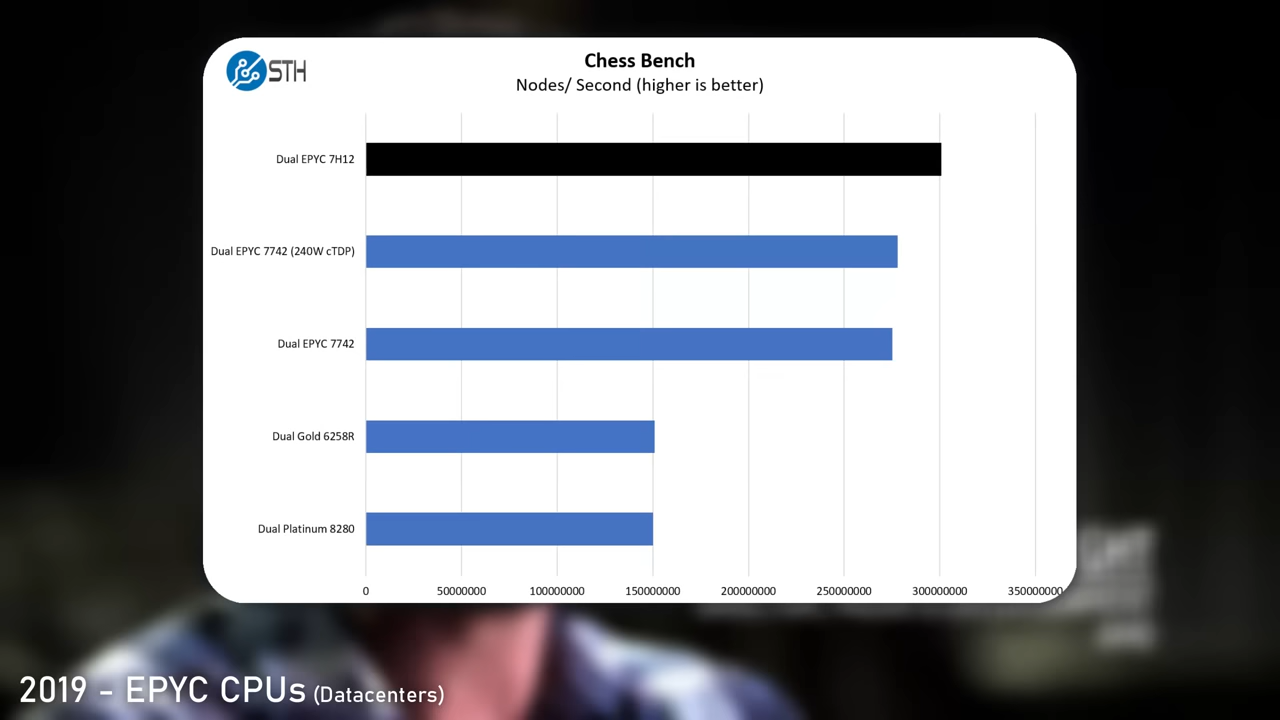 STH
Chess Bench
Nodes/ Second (higher is better)
Dual EPYC 7H12
Dual EPYC 7742 (240W cTDP)
Dual EPYC 7742
Dual Gold 6258R
Dual Platinum 8280
0 50000000 100000000 150000000 200000000 250000000 300000000 350000000
2019 - EPYC CPUs (Datacenters)